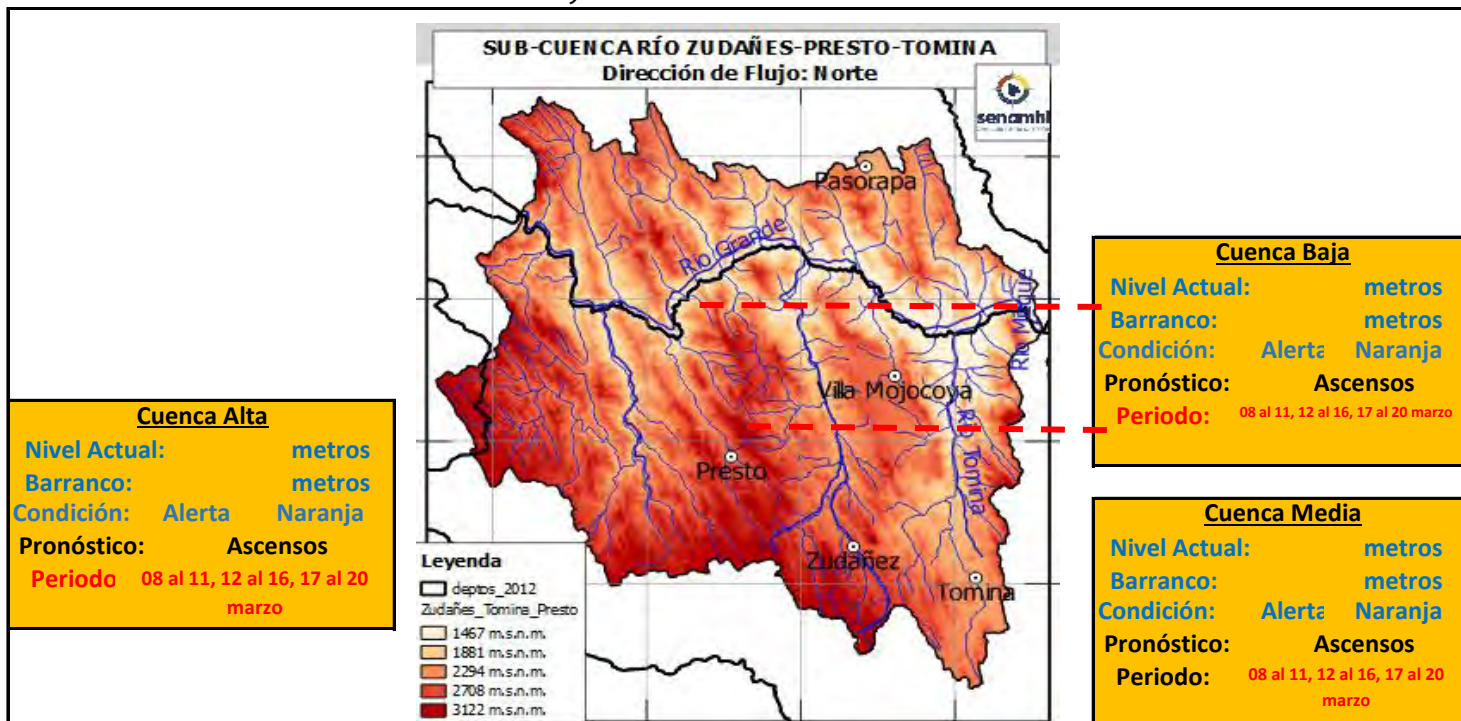 SUB-CUENCA RÍO ZUDAÑES-PRESTO-TOMINA
Dirección de Flujo: Norte
senamhi
Pasorapa
Río Grande
Río Mizque
Villa Mojocoya
Río Tomina
Presto
Zudañez
Tomina
Leyenda
deptos_2012
Zudañes_Tomina_Presto
1467 m.s.n.m.
1881 m.s.n.m.
2294 m.s.n.m.
2708 m.s.n.m.
3122 m.s.n.m.
Cuenca Alta
Nivel Actual: metros
Barranco: metros
Condición: Alerta Naranja
Pronóstico: Ascensos
Periodo 08 al 11, 12 al 16, 17 al 20
marzo
Cuenca Baja
Nivel Actual: metros
Barranco: metros
Condición: Alerta Naranja
Pronóstico: Ascensos
Periodo: 08 al 11, 12 al 16, 17 al 20 marzo
Cuenca Media
Nivel Actual: metros
Barranco: metros
Condición: Alerta Naranja
Pronóstico: Ascensos
Periodo: 08 al 11, 12 al 16, 17 al 20
marzo